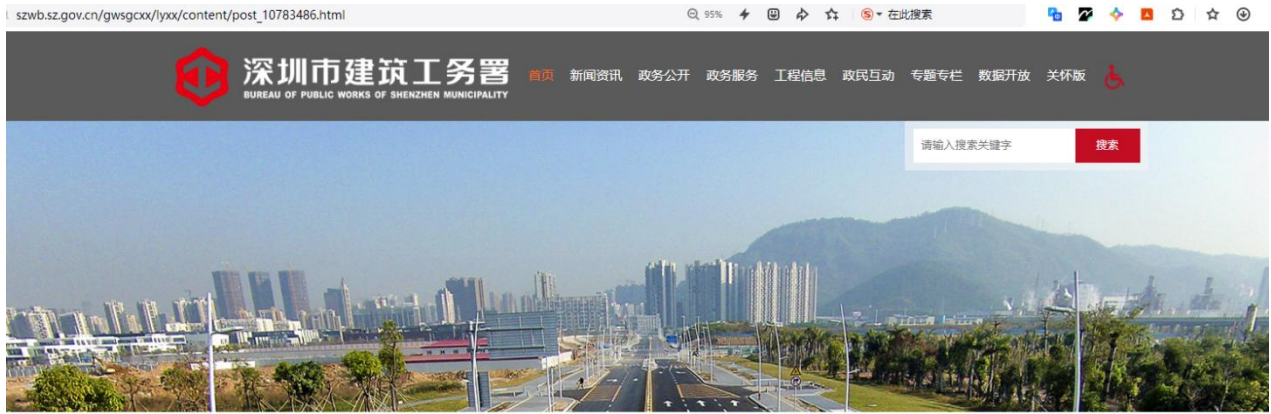 szwb.sz.gov.cn/gwsgcxx/lyxx/content/post_10783486.html 95% 在此搜索
深圳市建筑工务署
BUREAU OF PUBLIC WORKS OF SHENZHEN MUNICIPALITY
首页 新闻资讯 政务公开 政务服务 工程信息 政民互动 专题专栏 数据开放 关怀版
请输入搜索关键字 搜索